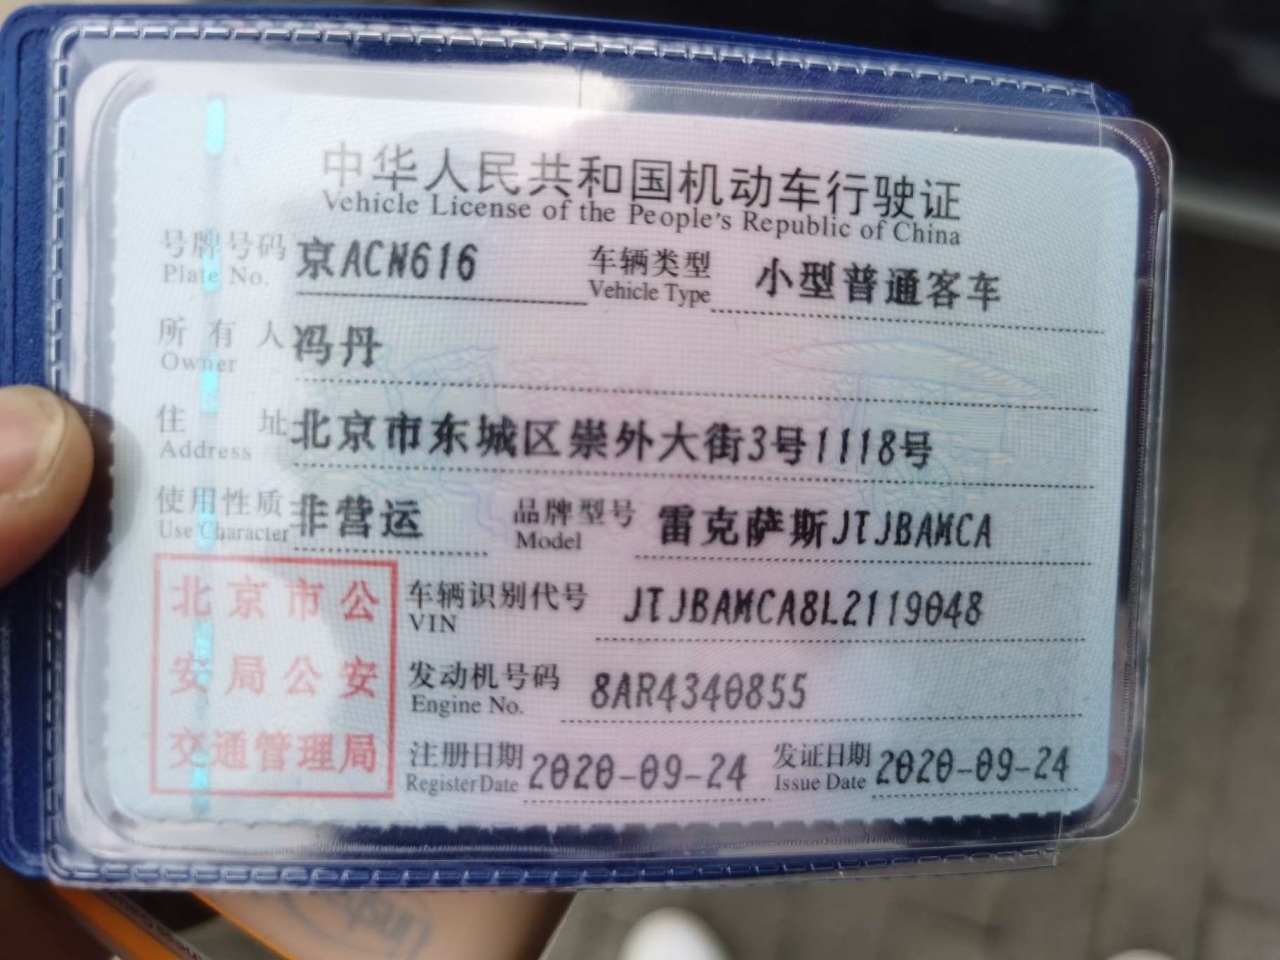 中华人民共和国机动车行驶证
Vehicle License of the People's Republic of China
号牌号码 京ACW616 车辆类型 小型普通客车
Plate No. Vehicle Type
所有人 冯丹
Owner
住址 北京市东城区崇外大街3号1118号
Address
使用性质 非营运 品牌型号 雷克萨斯JTJBAMCA
Use Character Model
北京市公
安局公安
交通管理局
车辆识别代号 JTJBAMCA8L2119048
VIN
发动机号码 8AR4340855
Engine No.
注册日期 2020-09-24 发证日期 2020-09-24
Register Date Issue Date